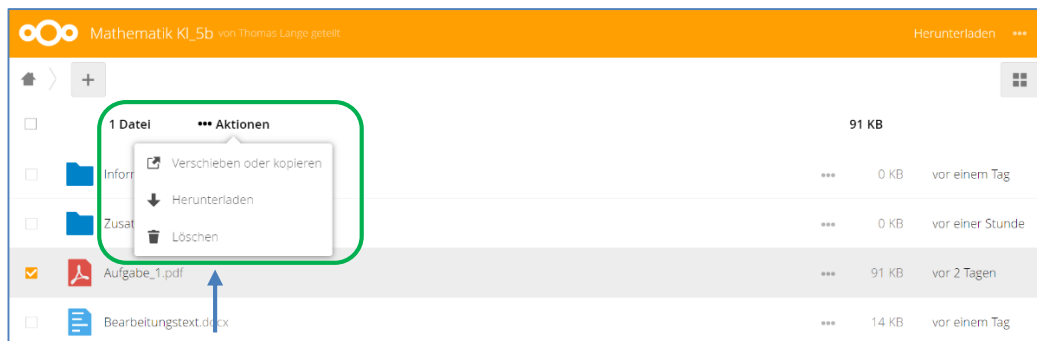 Mathematik Kl_5b von Thomas Lange geteilt Herunterladen
1 Datei ••• Aktionen 91 KB
Verschieben oder kopieren
Inforr 0 KB vor einem Tag
Herunterladen
Zusat 0 KB vor einer Stunde
Löschen
Aufgabe_1.pdf 91 KB vor 2 Tagen
Bearbeitungstext.docx 14 KB vor einem Tag